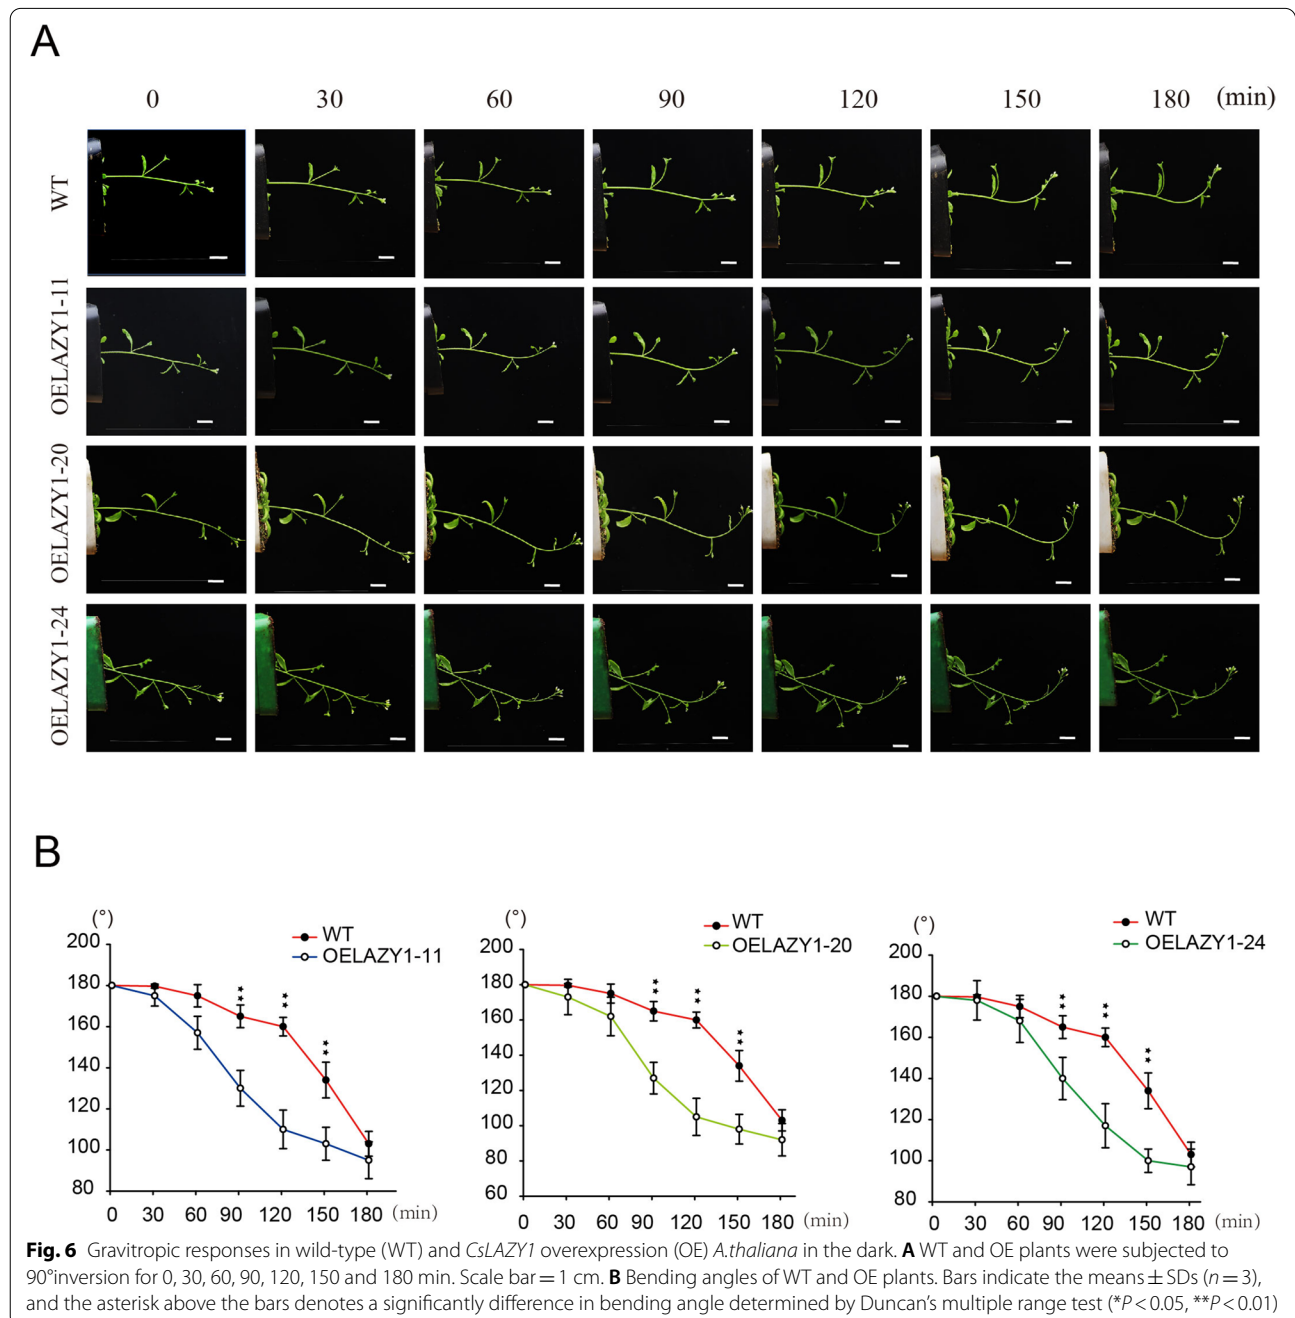 A
0 30 60 90 120 150 180 (min)
WT
OELAZY1-11
OELAZY1-20
OELAZY1-24
B
(°)
WT
OELAZY1-11
200
180
160
140
120
100
80
0 30 60 90 120 150 180 (min)
** ** **
(°)
WT
OELAZY1-20
200
180
160
140
120
100
80
60
0 30 60 90 120 150 180 (min)
** ** **
(°)
WT
OELAZY1-24
200
180
160
140
120
100
80
0 30 60 90 120 150 180 (min)
** ** **
Fig. 6 Gravitropic responses in wild-type (WT) and CsLAZY1 overexpression (OE) A.thaliana in the dark. A WT and OE plants were subjected to
90°inversion for 0, 30, 60, 90, 120, 150 and 180 min. Scale bar = 1 cm. B Bending angles of WT and OE plants. Bars indicate the means ± SDs (n = 3),
and the asterisk above the bars denotes a significantly difference in bending angle determined by Duncan's multiple range test (*P < 0.05, **P < 0.01)